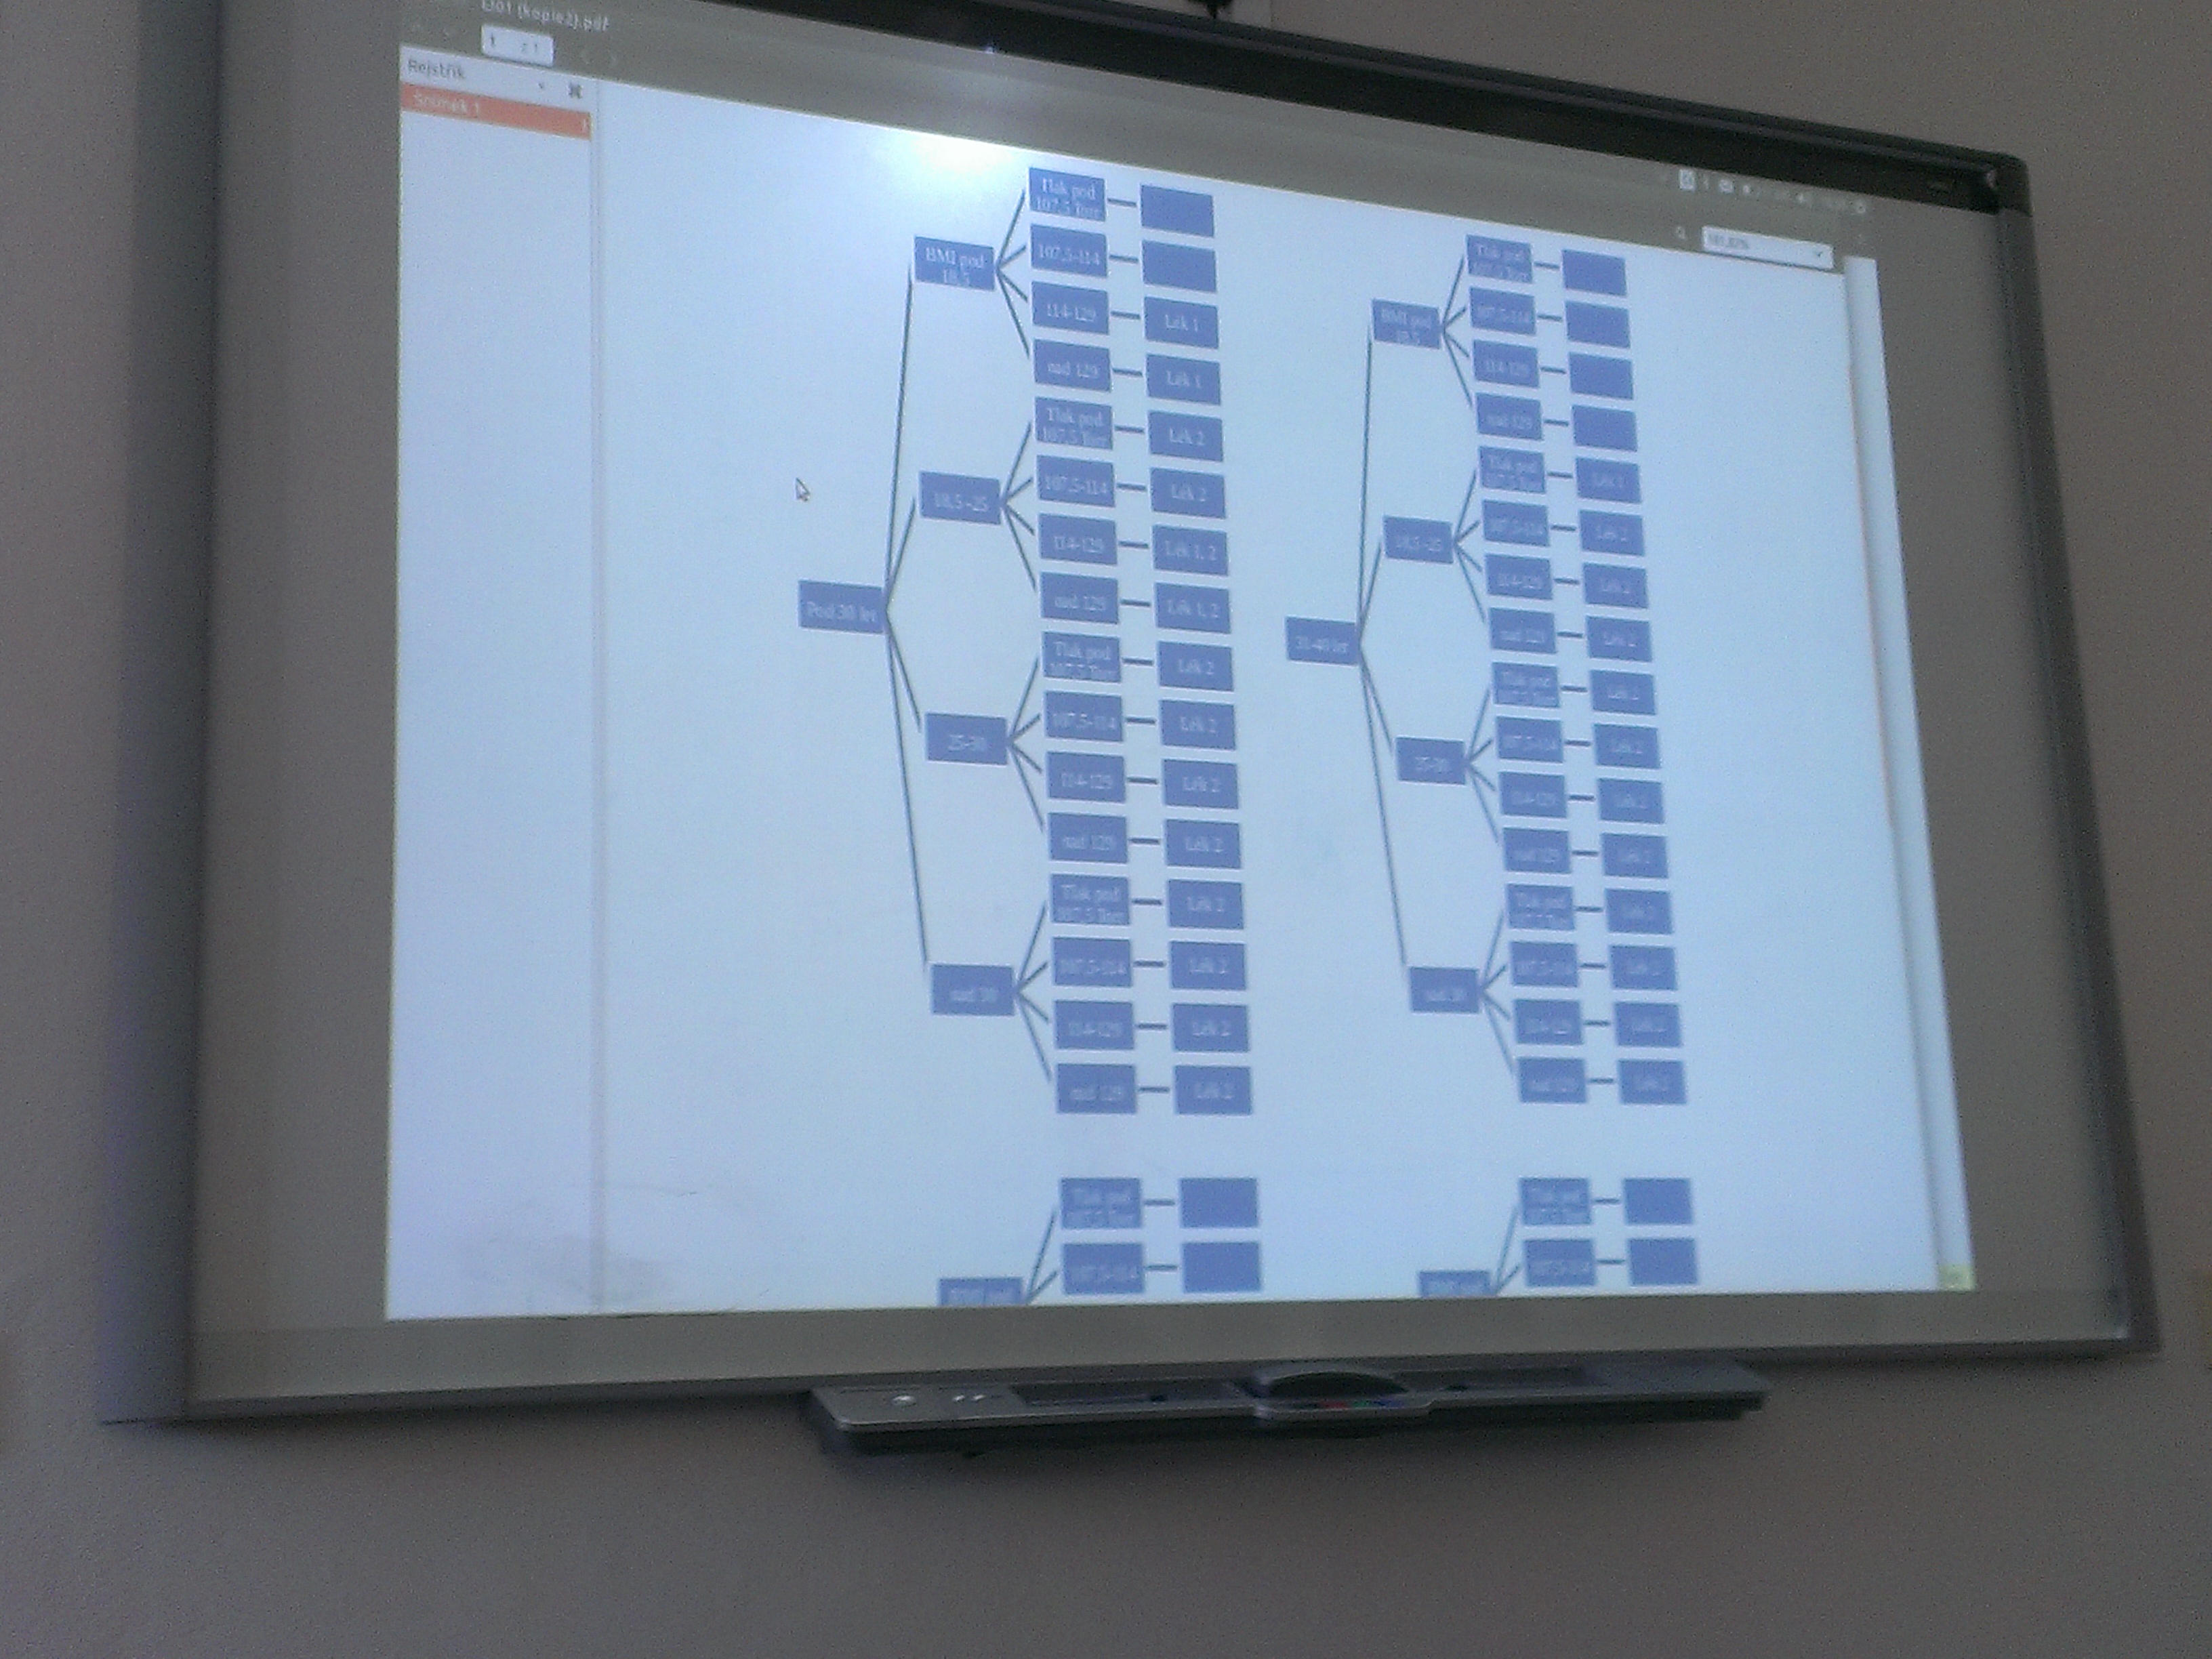 (kopie2).pdf
1 z 1
Rejstřík
Snímek 1
Pod 30 let
BMI pod
18,5
Tlak pod
107,5 Torr
107,5-114
114-129
Lék 1
nad 129
Lék 1
18,5 -25
Tlak pod
107,5 Torr
Lék 2
107,5-114
Lék 2
114-129
Lék 1, 2
nad 129
Lék 1, 2
25-30
Tlak pod
107,5 Torr
Lék 2
107,5-114
Lék 2
114-129
Lék 2
nad 129
Lék 2
nad 30
Tlak pod
107,5 Torr
Lék 2
107,5-114
Lék 2
114-129
Lék 2
nad 129
Lék 2
31-40 let
BMI pod
18,5
Tlak pod
107,5 Torr
107,5-114
114-129
nad 129
18,5 -25
Tlak pod
107,5 Torr
Lék 1
107,5-114
Lék 2
114-129
Lék 2
nad 129
Lék 2
25-30
Tlak pod
107,5 Torr
Lék 2
107,5-114
Lék 2
114-129
Lék 2
nad 129
nad 30
Tlak pod
107,5 Torr
Lék 2
107,5-114
Lék 2
114-129
Lék 2
nad 129
Lék 2
Tlak pod
107,5 Torr
107,5-114
BMI pod
Tlak pod
107,5 Torr
107,5-114
BMI pod